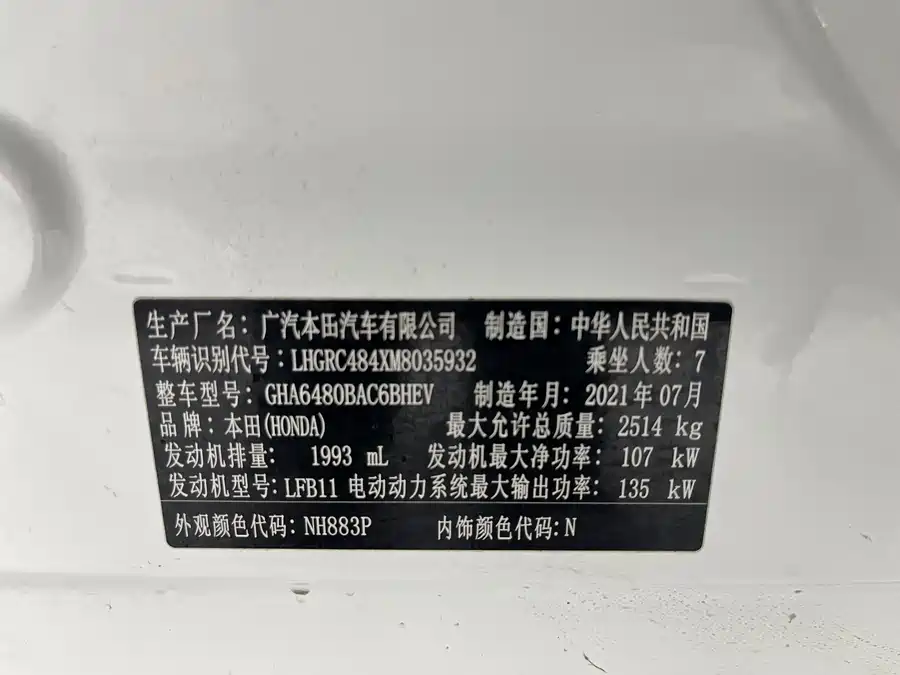 生产厂名：广汽本田汽车有限公司 制造国：中华人民共和国
车辆识别代号：LHGRC484XM8035932 乘坐人数：7
整车型号：GHA6480BAC6BHEV 制造年月：2021年07月
品牌：本田(HONDA) 最大允许总质量：2514 kg
发动机排量： 1993 mL 发动机最大净功率：107 kW
发动机型号：LFB11 电动动力系统最大输出功率：135 kW
外观颜色代码：NH883P 内饰颜色代码：N